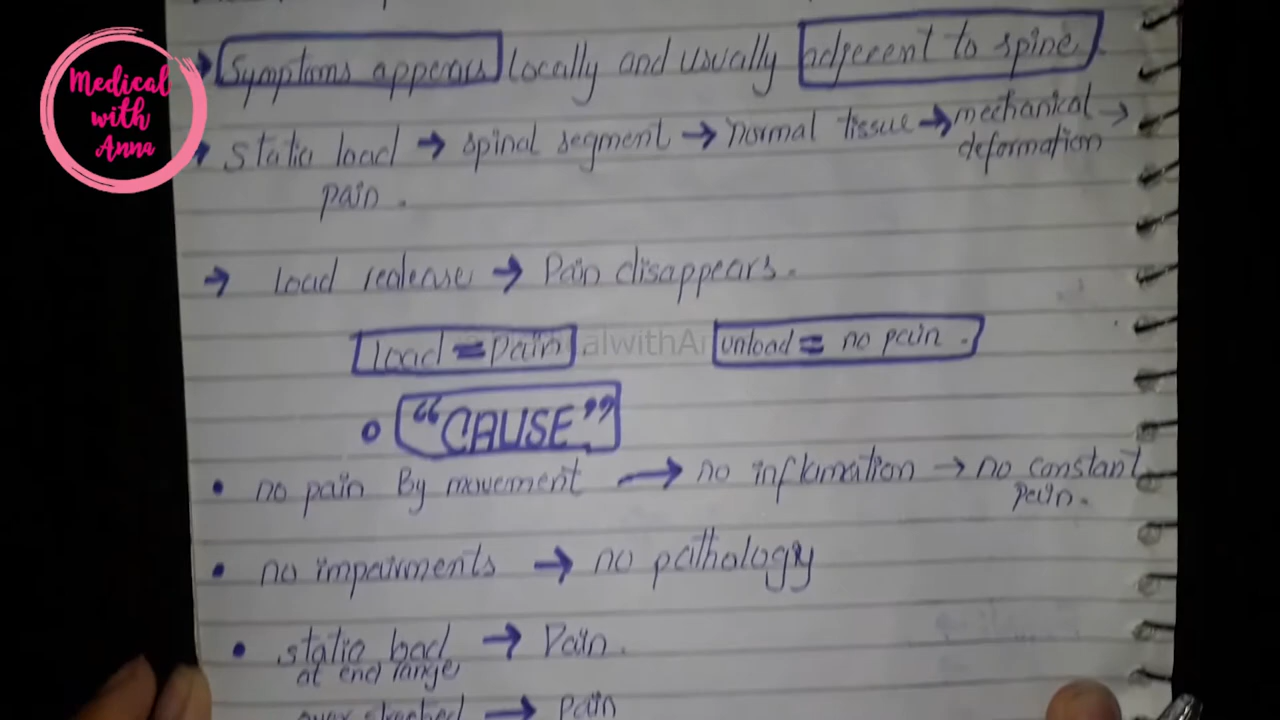 Medical
with
Anna
→ Symptoms appears locally and usually adjecent to spine.
→ static load → spinal segment → normal tissue → mechanical deformation →
pain.
→ Load realease → Pain disappears.
load = pain unload = no pain.
"CAUSE"
• no pain By movement → no inflamation → no constant pain.
• no impairments → no pathology
• static load at end range → Pain.
→ pain